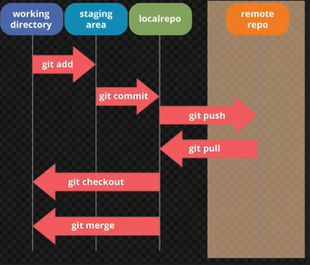 working
directory
staging
area
localrepo
remote
repo
git add
git commit
git push
git pull
git checkout
git merge